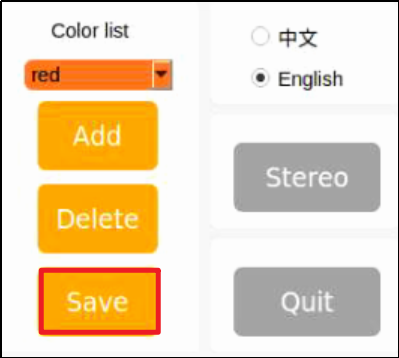 Color list
red
Add
Delete
Save
中文
English
Stereo
Quit